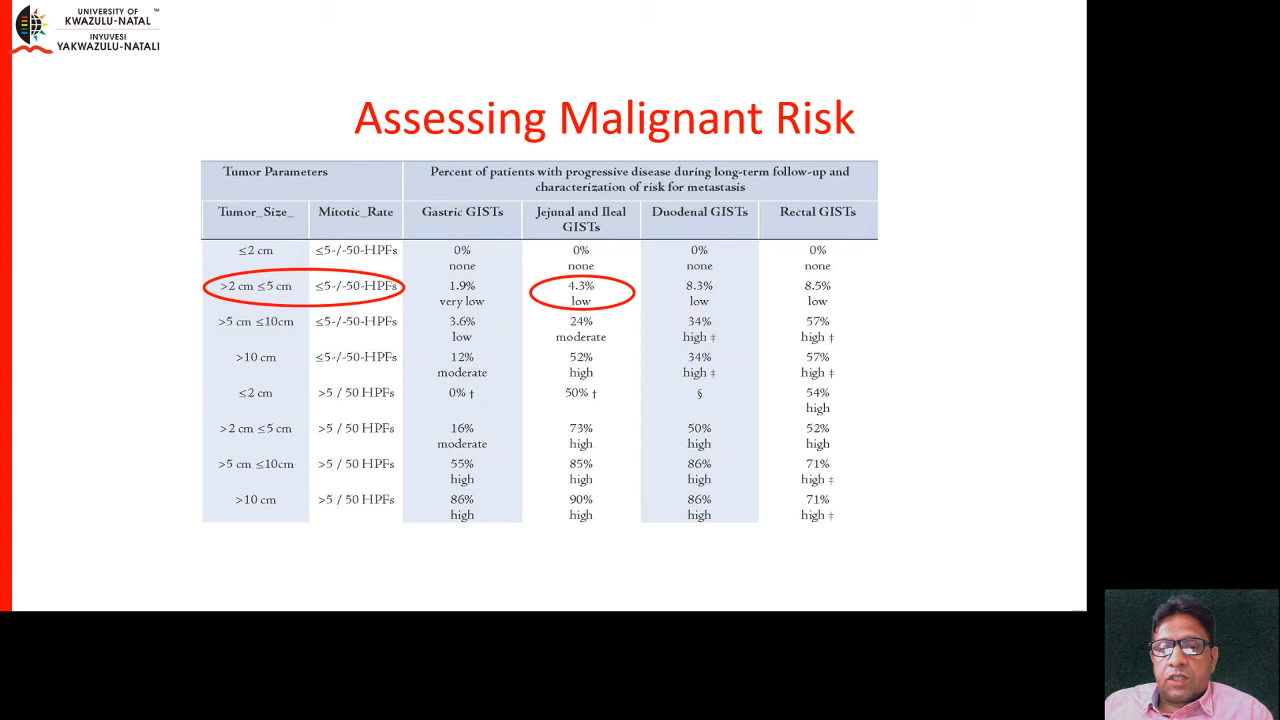 UNIVERSITY OF ™
KWAZULU-NATAL
INYUVESI
YAKWAZULU-NATALI
Assessing Malignant Risk
Tumor Parameters Percent of patients with progressive disease during long-term follow-up and
characterization of risk for metastasis
Tumor_Size_ Mitotic_Rate Gastric GISTs Jejunal and Ileal Duodenal GISTs Rectal GISTs
GISTs
≤2 cm ≤5-/-50-HPFs 0% 0% 0% 0%
none none none none
>2 cm ≤5 cm ≤5-/-50-HPFs 1.9% 4.3% 8.3% 8.5%
very low low low low
>5 cm ≤10cm ≤5-/-50-HPFs 3.6% 24% 34% 57%
low moderate high ‡ high ‡
>10 cm ≤5-/-50-HPFs 12% 52% 34% 57%
moderate high high ‡ high ‡
≤2 cm >5 / 50 HPFs 0% † 50% † § 54%
high
>2 cm ≤5 cm >5 / 50 HPFs 16% 73% 50% 52%
moderate high high high
>5 cm ≤10cm >5 / 50 HPFs 55% 85% 86% 71%
high high high high ‡
>10 cm >5 / 50 HPFs 86% 90% 86% 71%
high high high high ‡